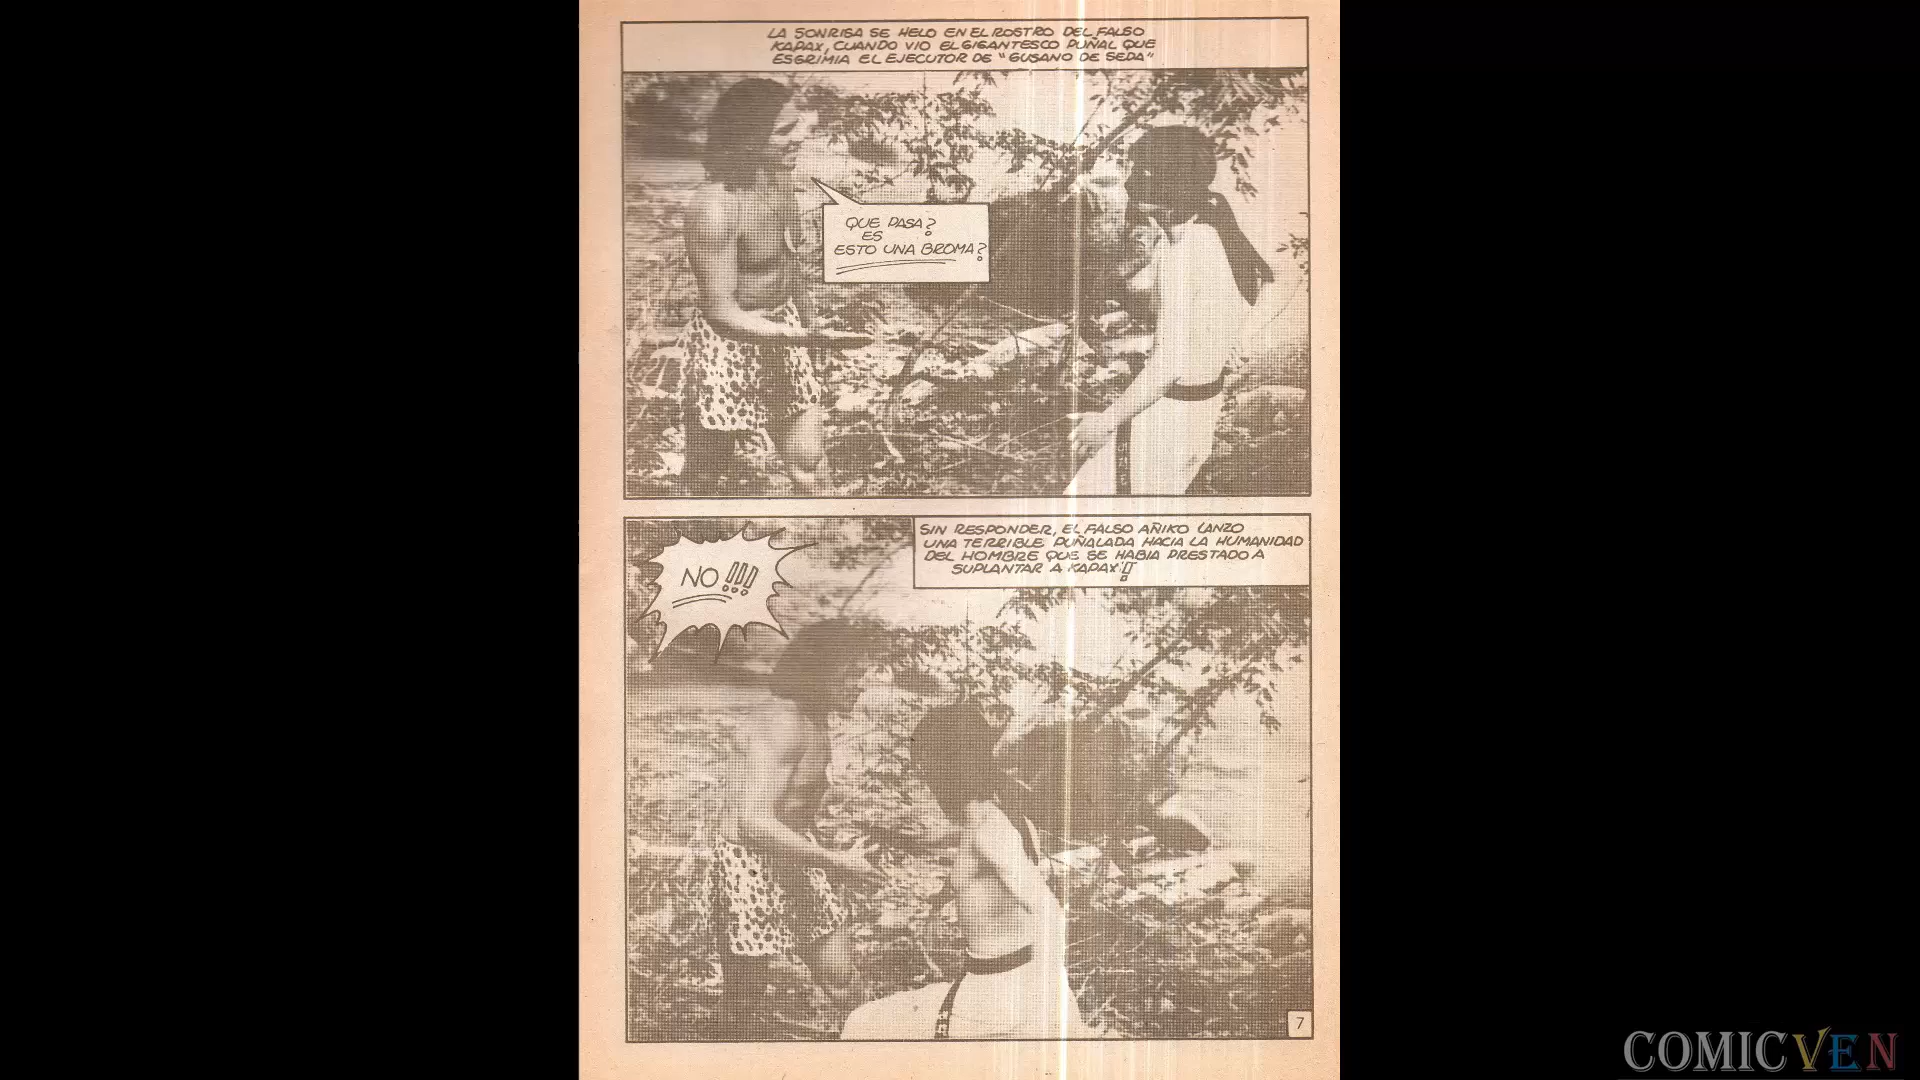 LA SONRISA SE HELO EN EL ROSTRO DEL FALSO
KAPAX, CUANDO VIO EL GIGANTESCO PUÑAL QUE
ESGRIMIA EL EJECUTOR DE "GUSANO DE SEDA"
QUE PASA?
ES
ESTO UNA BROMA?
SIN RESPONDER, EL FALSO AÑIKO LANZO
UNA TERRIBLE PUÑALADA HACIA LA HUMANIDAD
DEL HOMBRE QUE SE HABIA PRESTADO A
SUPLANTAR A KAPAX!!
NO!!!
7
COMICVEN